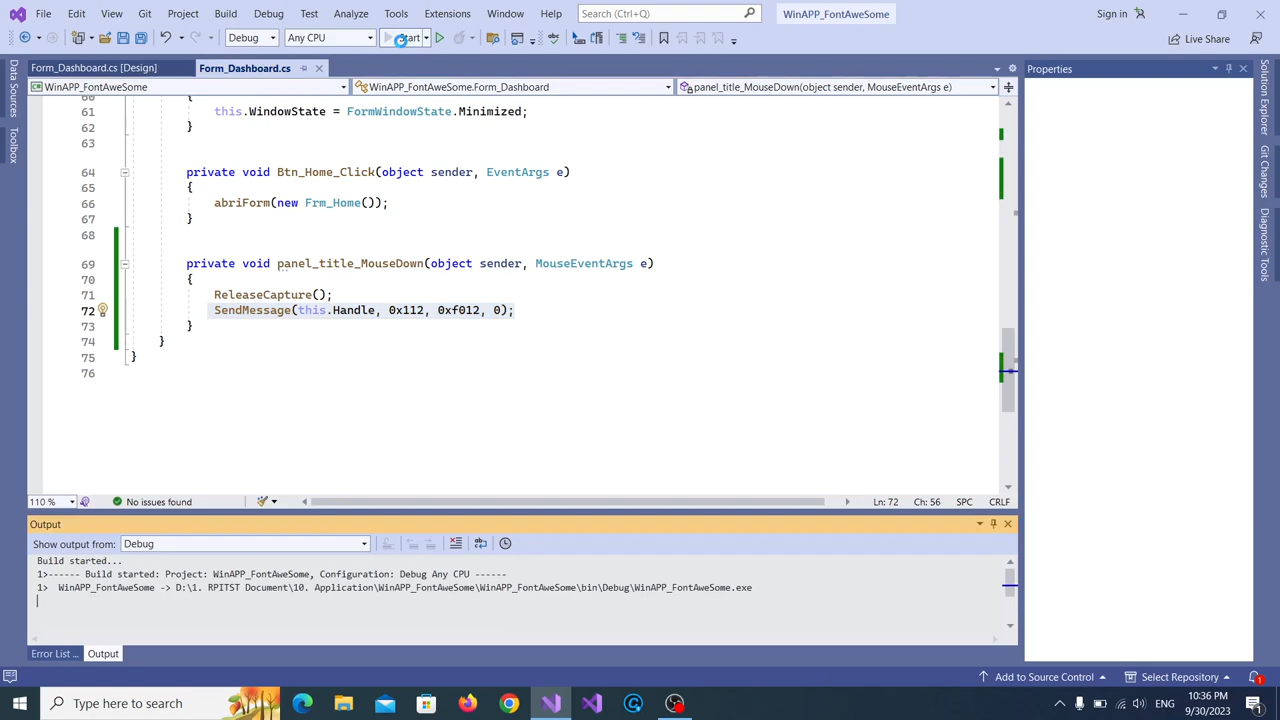 File Edit View Git Project Build Debug Test Analyze Tools Extensions Window Help Search (Ctrl+Q) WinAPP_FontAweSome Sign in
Debug Any CPU Start Live Share
Form_Dashboard.cs [Design] Form_Dashboard.cs Properties
WinAPP_FontAweSome WinAPP_FontAweSome.Form_Dashboard panel_title_MouseDown(object sender, MouseEventArgs e)
Data Sources
Toolbox
Solution Explorer
Git Changes
Diagnostic Tools
60 {
61 this.WindowState = FormWindowState.Minimized;
62 }
63
64 private void Btn_Home_Click(object sender, EventArgs e)
65 {
66 abriForm(new Frm_Home());
67 }
68
69 private void panel_title_MouseDown(object sender, MouseEventArgs e)
70 {
71 ReleaseCapture();
72 SendMessage(this.Handle, 0x112, 0xf012, 0);
73 }
74 }
75 }
76
110 % No issues found Ln: 72 Ch: 56 SPC CRLF
Output
Show output from: Debug
Build started...
1>------ Build started: Project: WinAPP_FontAweSome, Configuration: Debug Any CPU ------
1> WinAPP_FontAweSome -> D:\1. RPITST Document\10. Application\WinAPP_FontAweSome\WinAPP_FontAweSome\bin\Debug\WinAPP_FontAweSome.exe
Error List ... Output
Add to Source Control Select Repository 1
Type here to search ENG 10:36 PM
9/30/2023 1